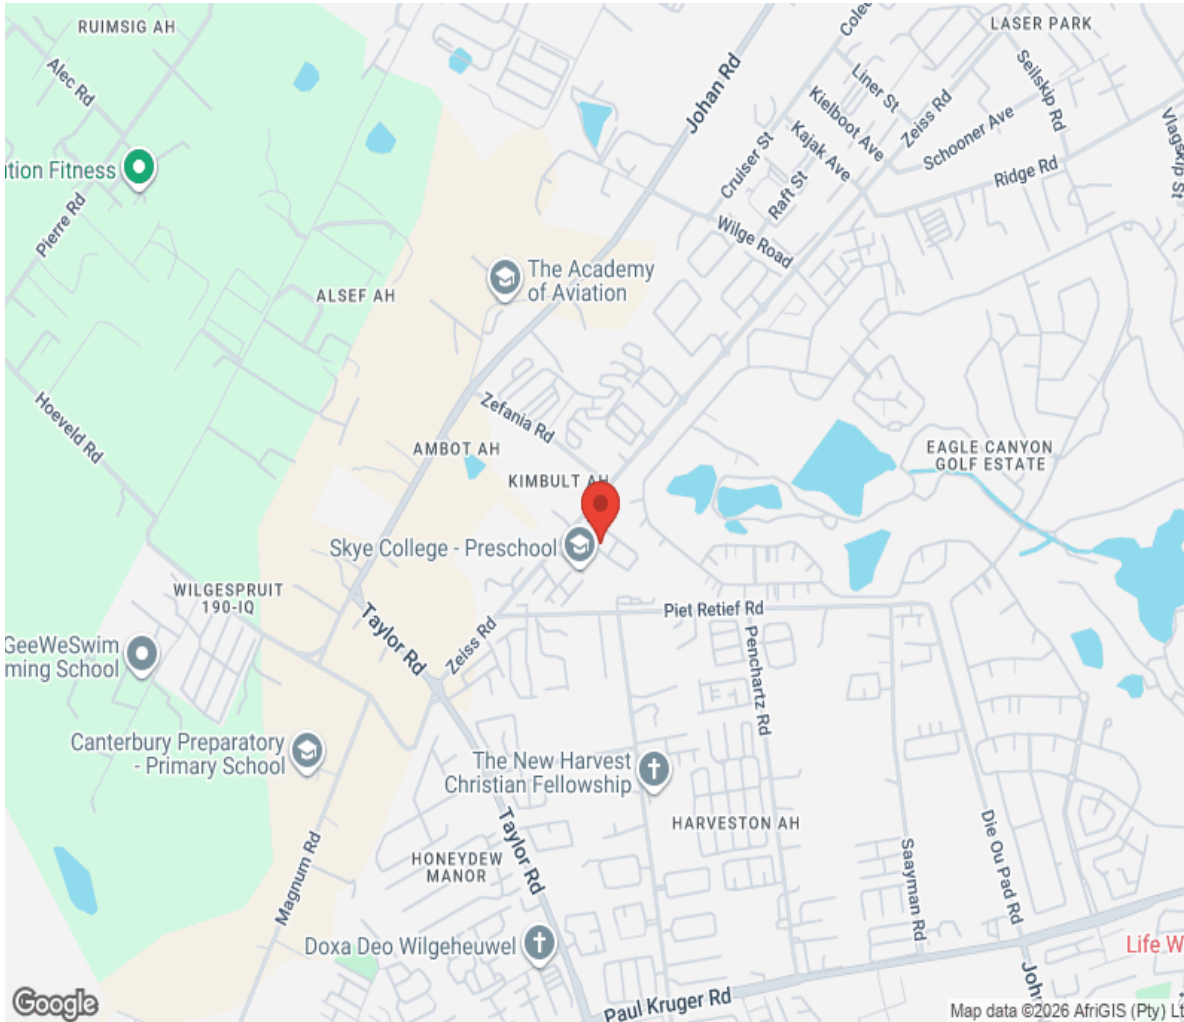 RUIMSIG AH
LASER PARK
Alec Rd
Johan Rd
Liner St
Seilskip Rd
Kielboot Ave
Zeiss Rd
Schooner Ave
Vlagskip St
Kajak Ave
Cruiser St
Raft St
Ridge Rd
ution Fitness
Pierre Rd
Wilge Road
The Academy
of Aviation
ALSEF AH
Hoeveld Rd
Zefania Rd
AMBOT AH
KIMBULT AH
EAGLE CANYON
GOLF ESTATE
Skye College - Preschool
WILGESPRUIT
190-IQ
Piet Retief Rd
Taylor Rd
Zeiss Rd
GeeWeSwim
ming School
Penchartz Rd
Canterbury Preparatory
- Primary School
The New Harvest
Christian Fellowship
HARVESTON AH
Taylor Rd
HONEYDEW
MANOR
Magnum Rd
Saayman Rd
Die Ou Pad Rd
Doxa Deo Wilgeheuwel
Life W
Paul Kruger Rd
Google
Map data ©2026 AfriGIS (Pty) Lt